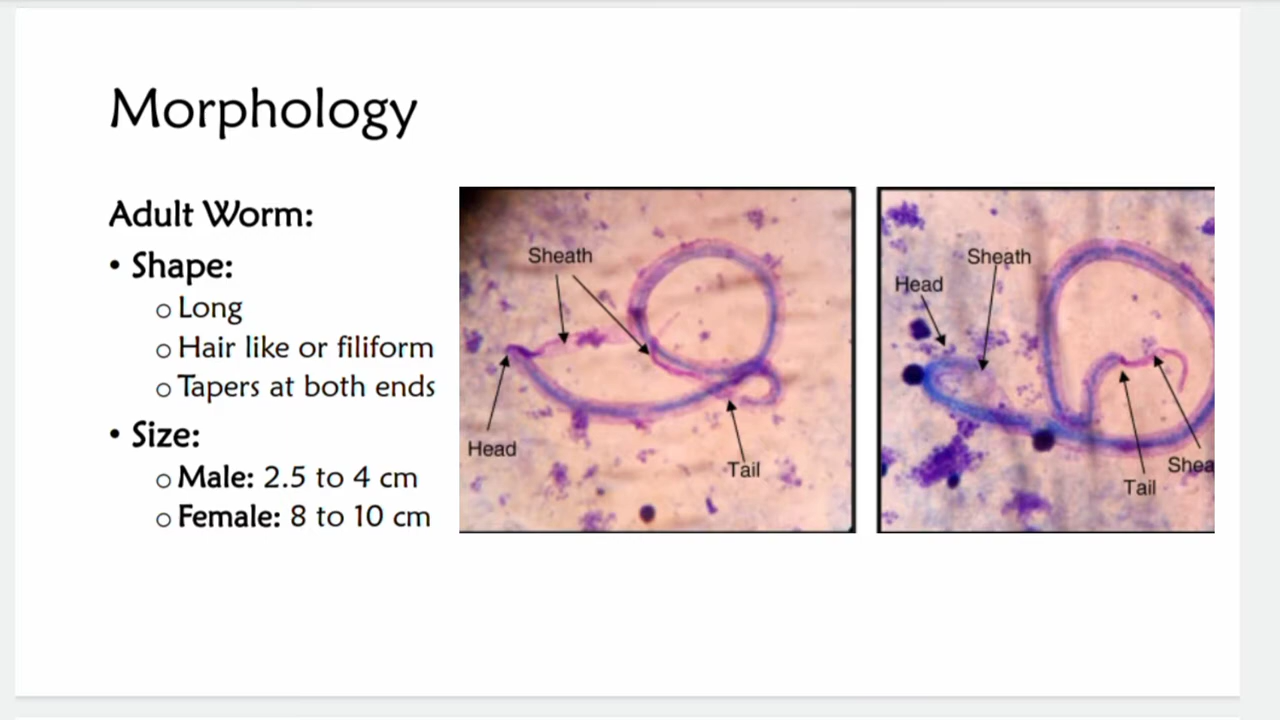 Morphology
Adult Worm:
• Shape:
o Long
o Hair like or filiform
o Tapers at both ends
• Size:
o Male: 2.5 to 4 cm
o Female: 8 to 10 cm
Sheath
Head
Tail
Sheath
Head
Tail
Shea